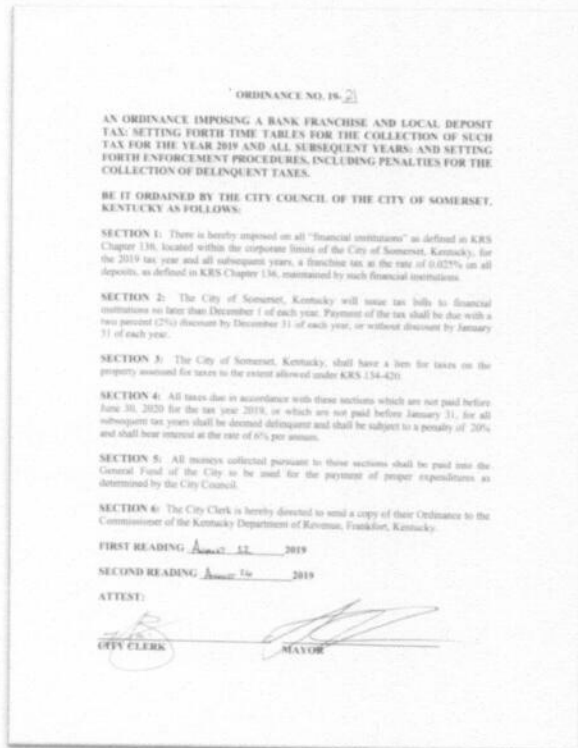 ORDINANCE NO. 19-21
AN ORDINANCE IMPOSING A BANK FRANCHISE AND LOCAL DEPOSIT
TAX: SETTING FORTH TIME TABLES FOR THE COLLECTION OF SUCH
TAX FOR THE YEAR 2019 AND ALL SUBSEQUENT YEARS: AND SETTING
FORTH ENFORCEMENT PROCEDURES, INCLUDING PENALTIES FOR THE
COLLECTION OF DELINQUENT TAXES.
BE IT ORDAINED BY THE CITY COUNCIL OF THE CITY OF SOMERSET,
KENTUCKY AS FOLLOWS:
SECTION 1: There is hereby imposed on all "financial institutions" as defined in KRS
Chapter 136, located within the corporate limits of the City of Somerset, Kentucky, for
the 2019 tax year and all subsequent years, a franchise tax at the rate of 0.025% on all
deposits, as defined in KRS Chapter 136, maintained by such financial institutions.
SECTION 2: The City of Somerset, Kentucky will issue tax bills to financial
institutions no later than December 1 of each year. Payment of the tax shall be due with a
two percent (2%) discount by December 31 of each year, or without discount by January
31 of each year.
SECTION 3: The City of Somerset, Kentucky, shall have a lien for taxes on the
property assessed for taxes to the extent allowed under KRS 134-420.
SECTION 4: All taxes due in accordance with these sections which are not paid before
June 30, 2020 for the tax year 2019, or which are not paid before January 31, for all
subsequent tax years shall be deemed delinquent and shall be subject to a penalty of 20%
and shall bear interest at the rate of 6% per annum.
SECTION 5: All moneys collected pursuant to these sections shall be paid into the
General Fund of the City to be used for the payment of proper expenditures as
determined by the City Council.
SECTION 6: The City Clerk is hereby directed to send a copy of their Ordinance to the
Commissioner of the Kentucky Department of Revenue, Frankfort, Kentucky.
FIRST READING August 12 2019
SECOND READING August 2019
ATTEST:
CITY CLERK MAYOR